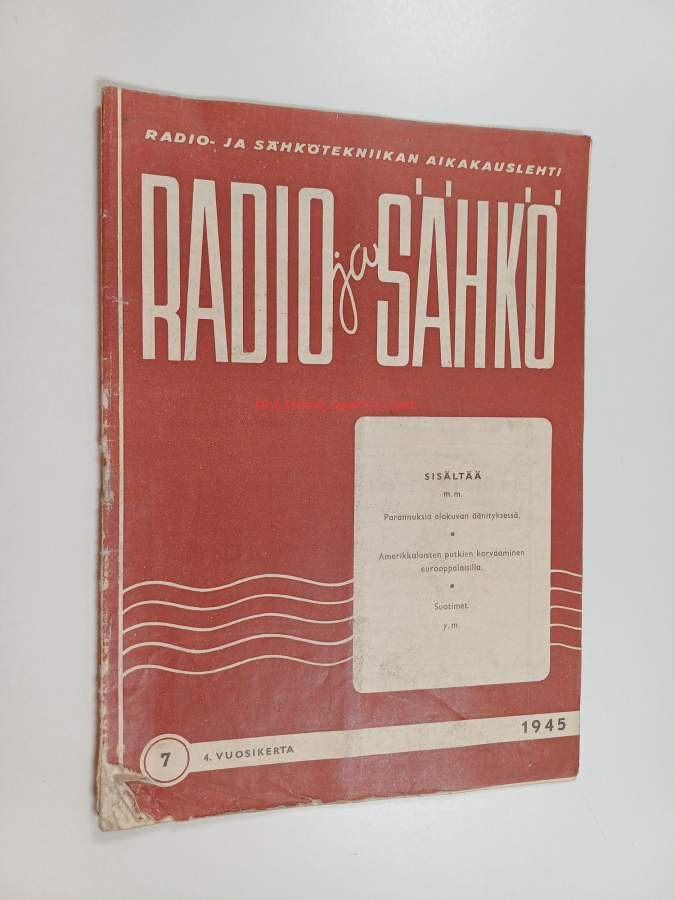 RADIO- JA SÄHKÖTEKNIIKAN AIKAKAUSLEHTI
RADIO ja SÄHKÖ
SISÄLTÄÄ
m.m.
Parannuksia elokuvan äänityksessä.
Amerikkalaisten putkien korvaaminen
eurooppalaisilla.
Suotimet.
y.m.
7 4. VUOSIKERTA 1945